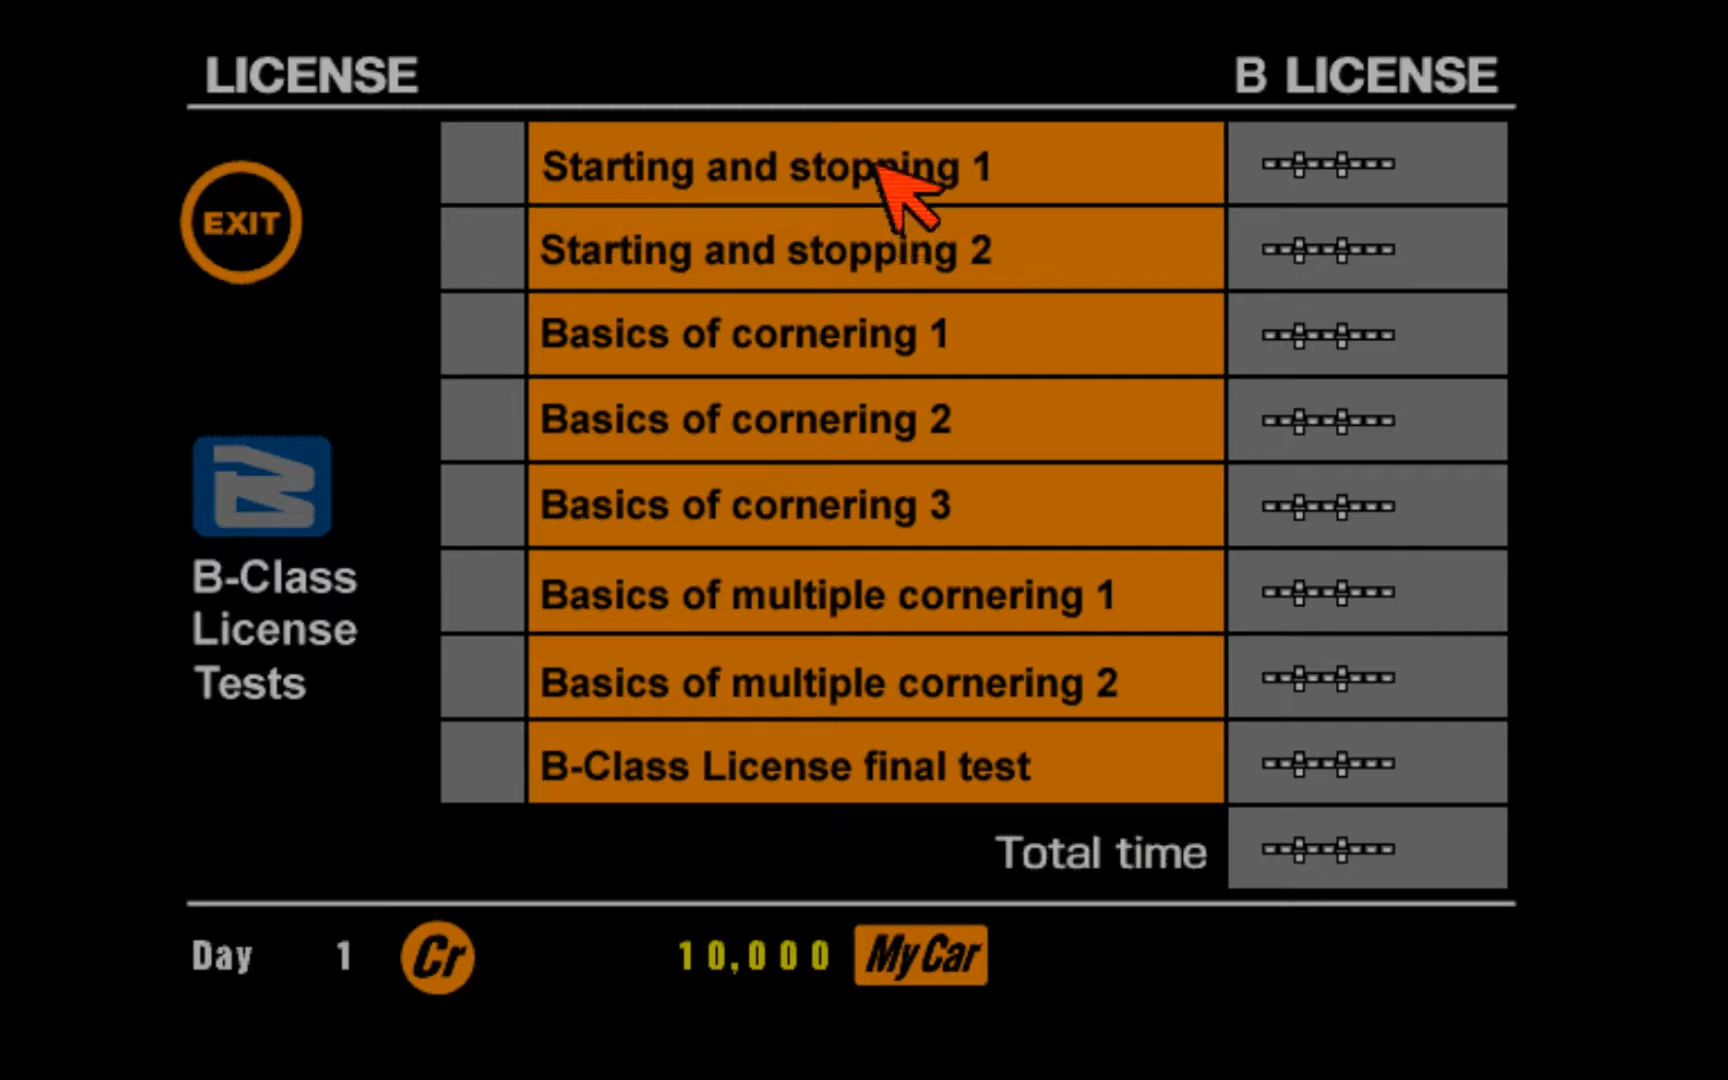 LICENSE
B LICENSE
EXIT
Starting and stopping 1
Starting and stopping 2
Basics of cornering 1
Basics of cornering 2
Basics of cornering 3
Basics of multiple cornering 1
Basics of multiple cornering 2
B-Class License final test
B
B-Class
License
Tests
Total time
Day 1 Cr 10,000 My Car